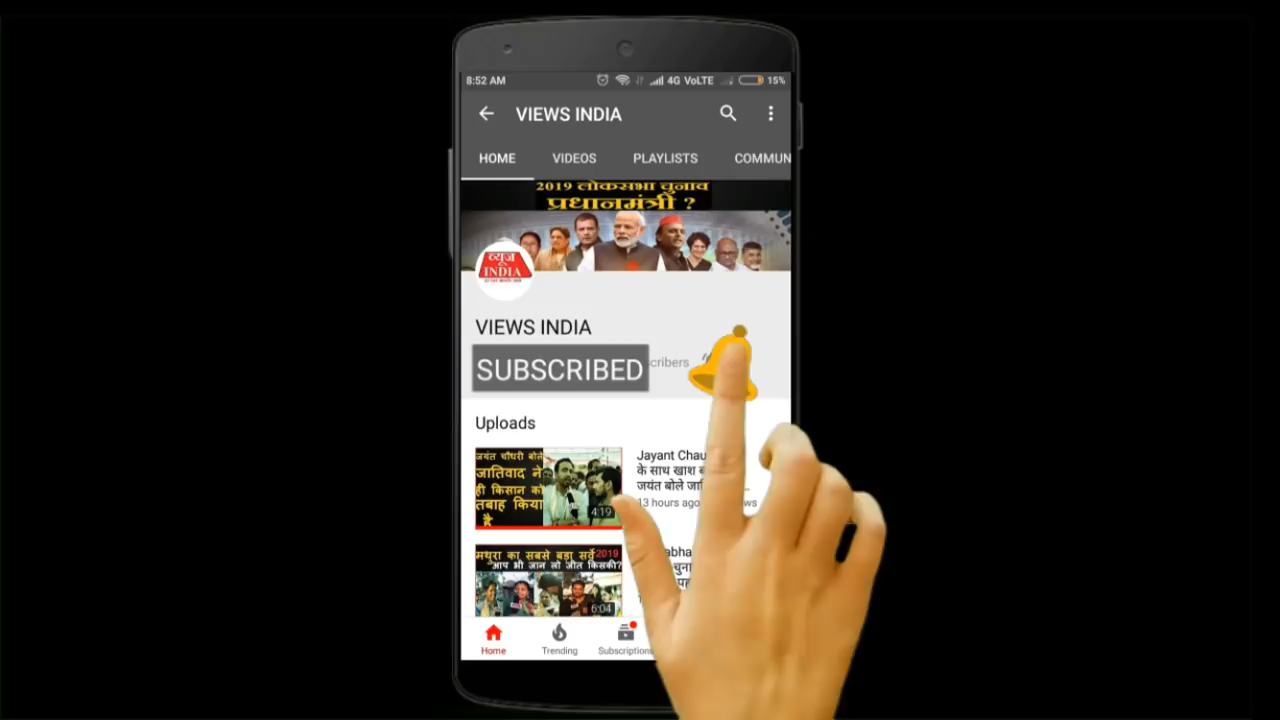 8:52 AM
4G VoLTE
15%
VIEWS INDIA
HOME
VIDEOS
PLAYLISTS
COMMUN
2019 लोकसभा चुनाव
प्रधानमंत्री ?
व्यूज
INDIA
VIEWS INDIA
SUBSCRIBED
scribers
Uploads
जयंत चौधरी बोले
जातिवाद ने
ही किसान को
तबाह किया
है
4:19
Jayant Chau
के साथ खाश
जयंत बोले
13 hours ago
मथुरा का सबसे बड़ा सर्वे 2019
आप भी जान लो जीत किसकी?
6:04
abha
चुना
पह
Home
Trending
Subscriptions